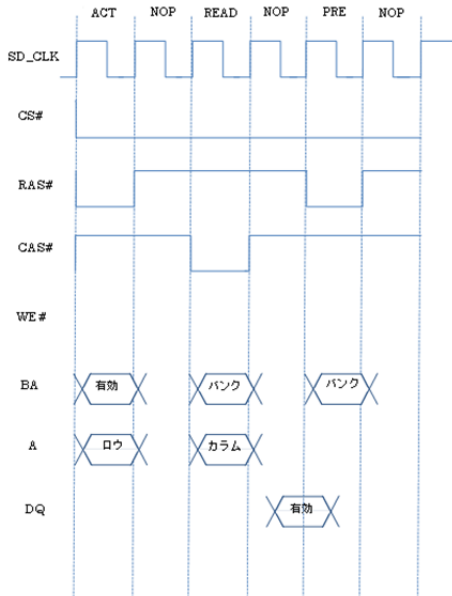 ACT NOP READ NOP PRE NOP
SD_CLK
CS#
RAS#
CAS#
WE#
BA 有効 バンク バンク
A ロウ カラム
DQ 有効